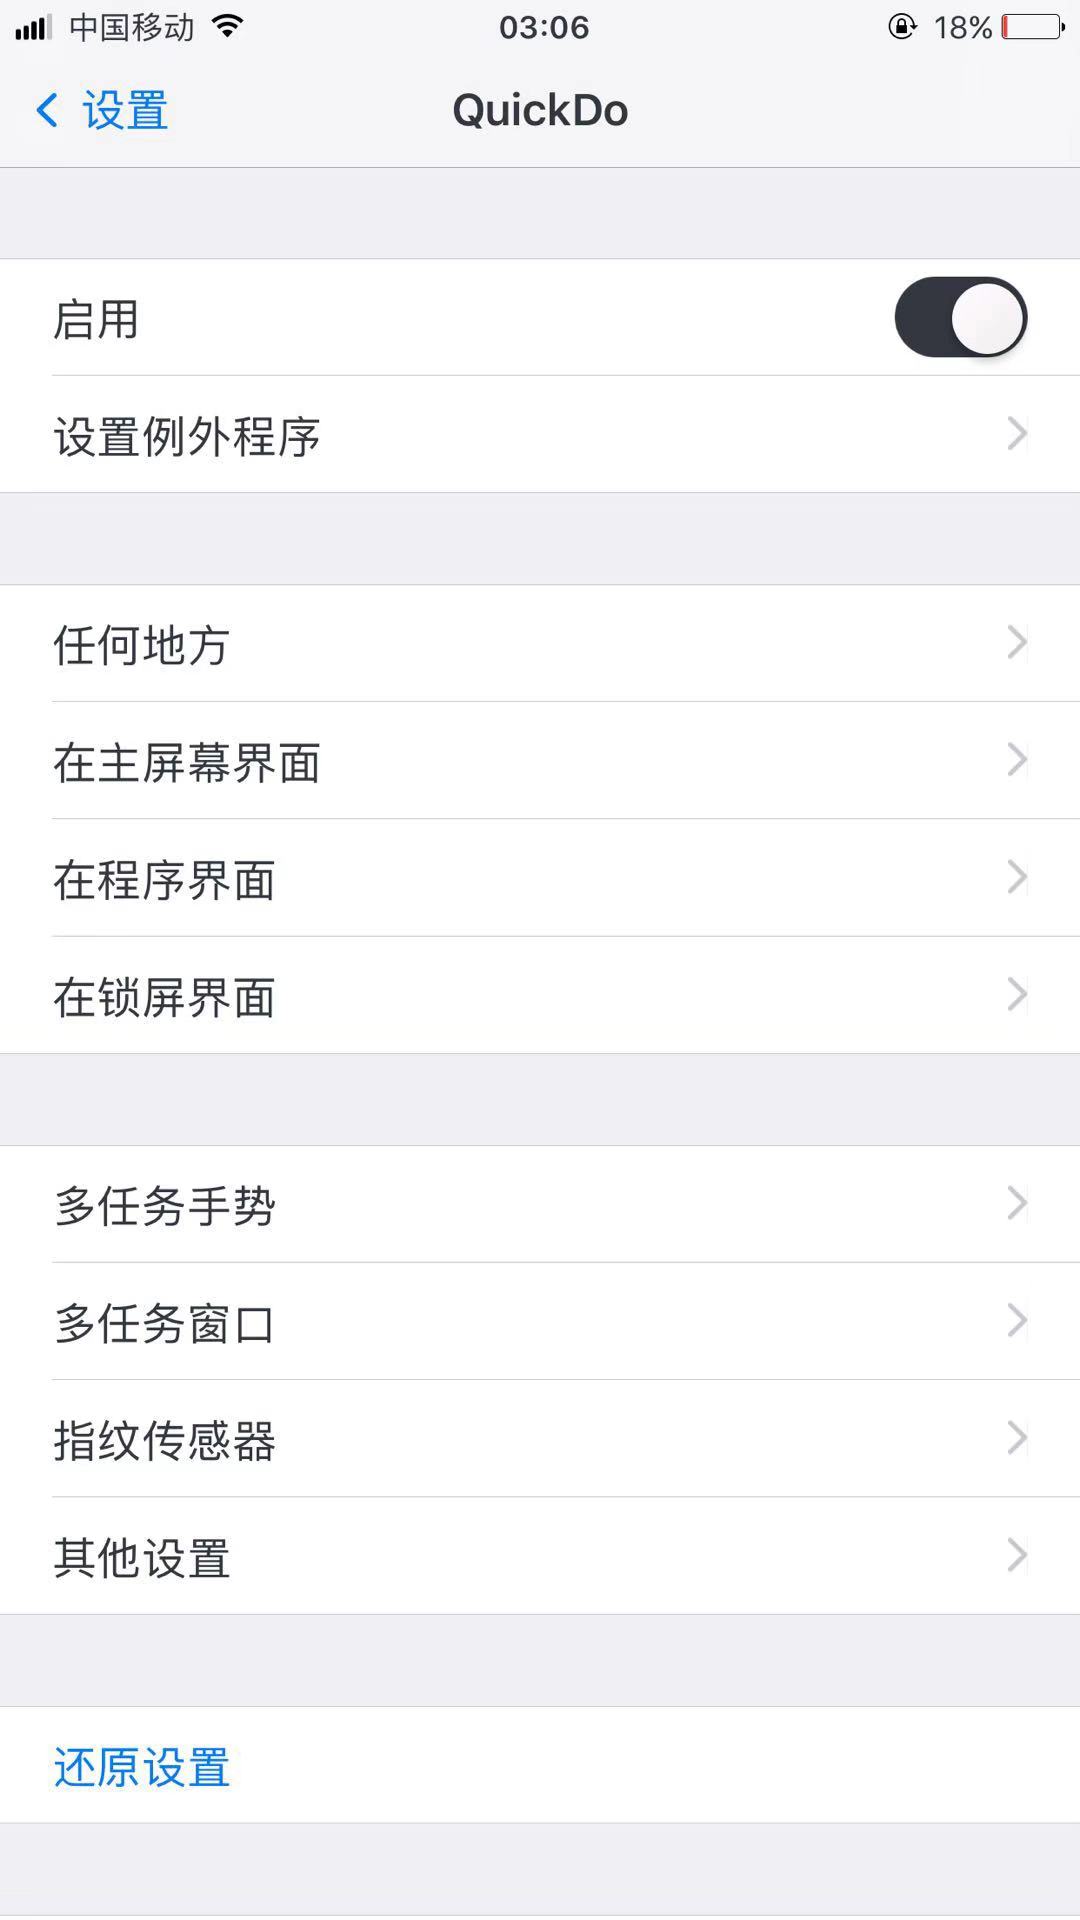 中国移动 03:06 18%
设置 QuickDo
启用
设置例外程序
任何地方
在主屏幕界面
在程序界面
在锁屏界面
多任务手势
多任务窗口
指纹传感器
其他设置
还原设置